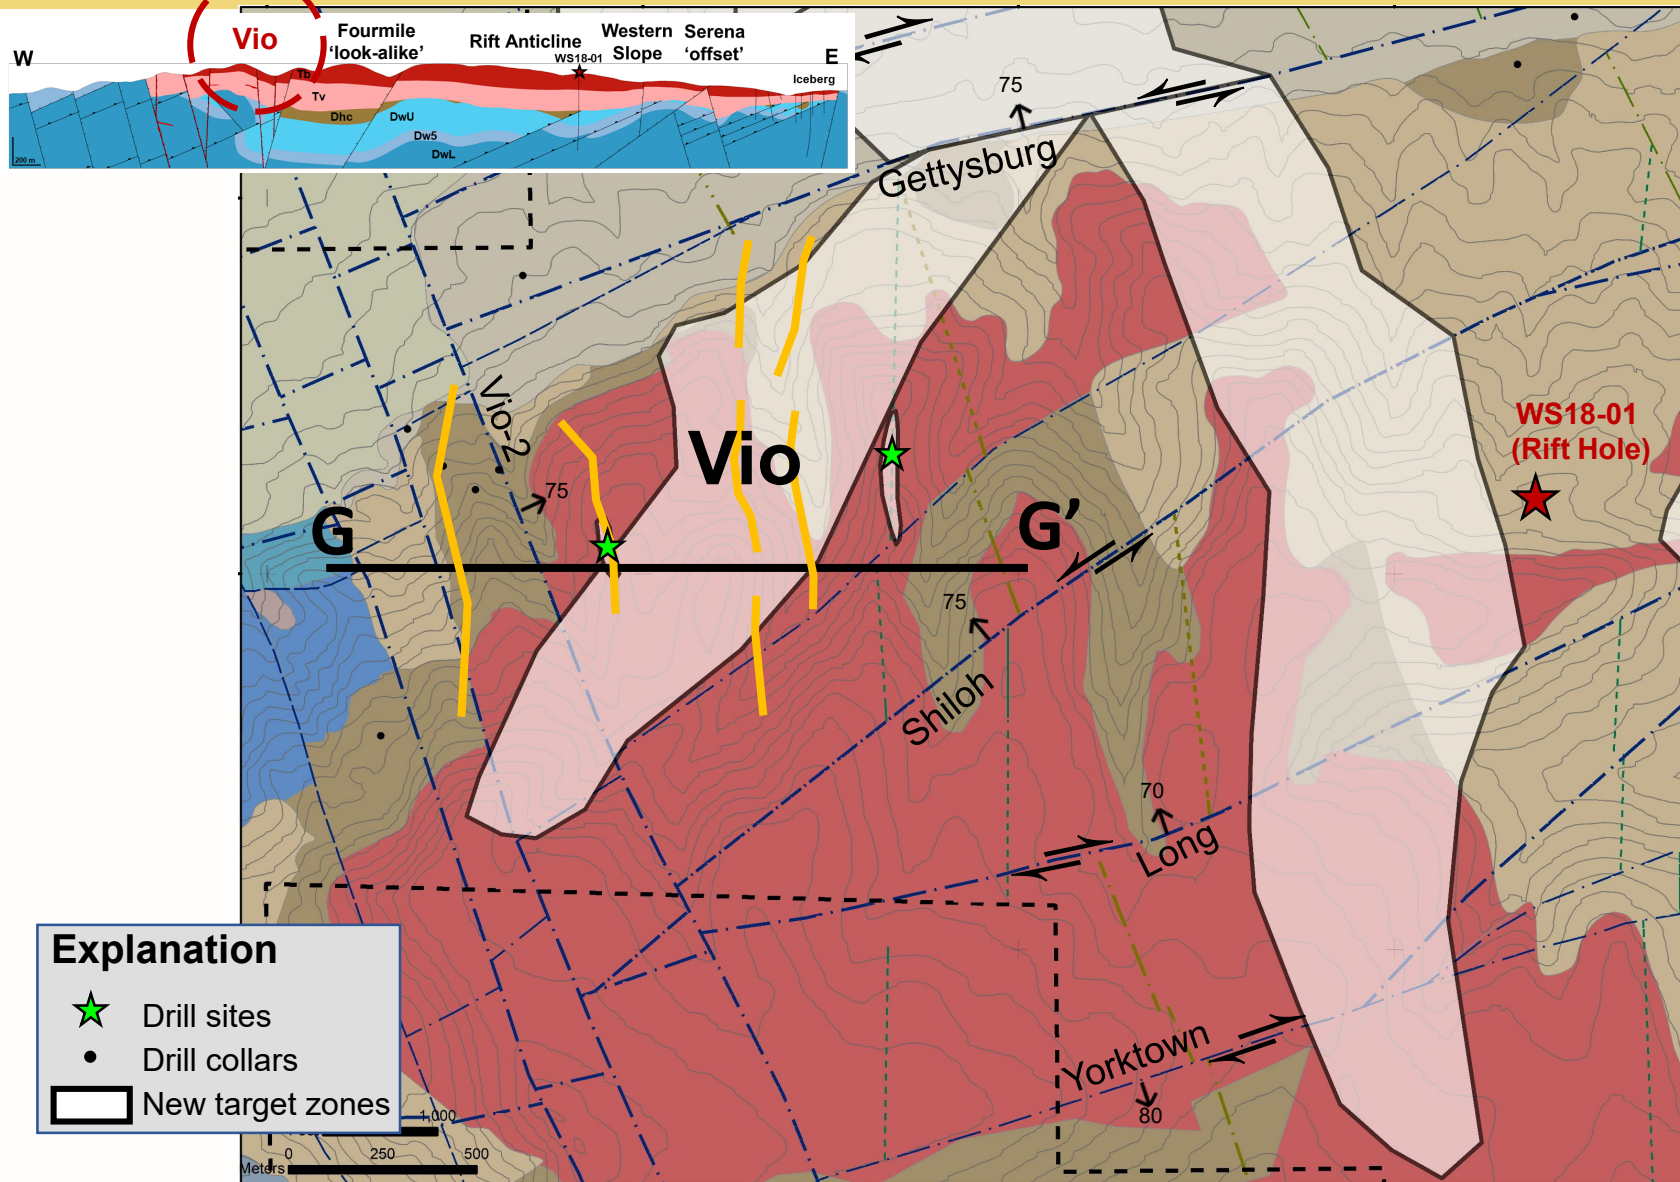 Vio
Fourmile
'look-alike'
Rift Anticline
Western
Slope
Serena
'offset'
W
WS18-01
E
Iceberg
Tb
Tv
Dhc
DwU
Dw5
DwL
200 m
75
Gettysburg
Vio-2
75
Vio
WS18-01
(Rift Hole)
G
G'
75
Shiloh
70
Long
Yorktown
80
Explanation
Drill sites
Drill collars
New target zones
1,000
0
250
500
Meters